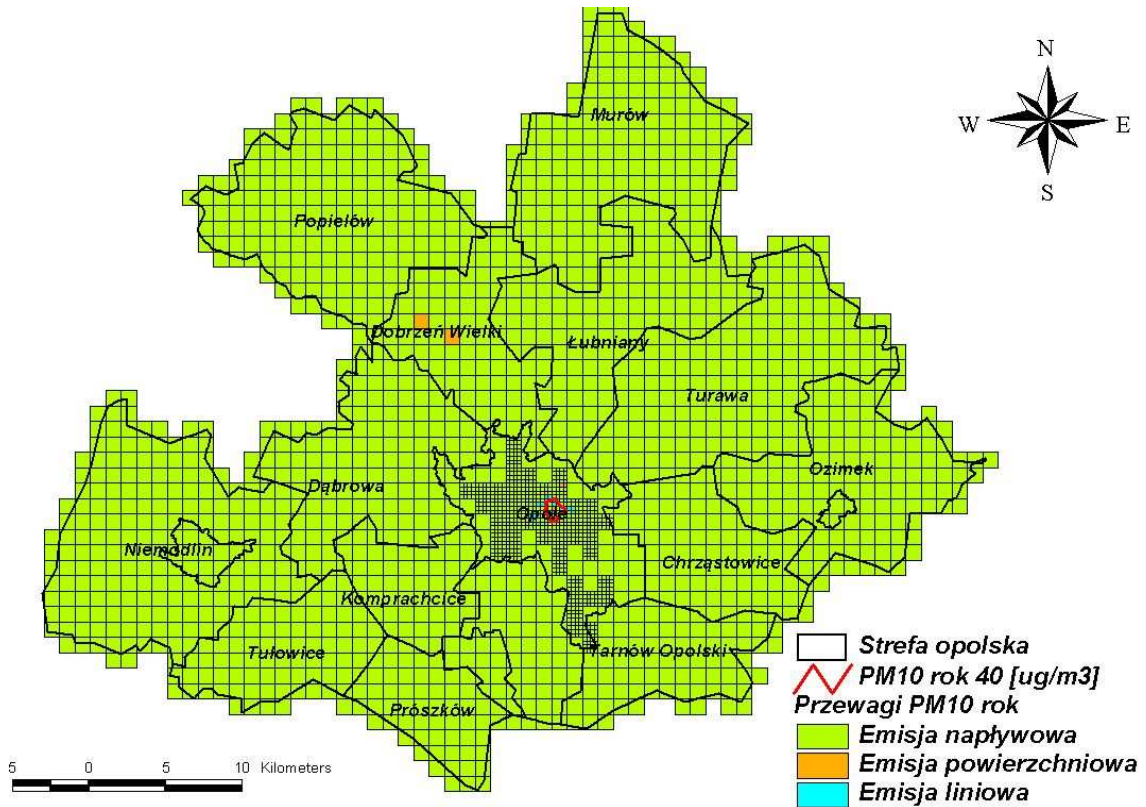 N
W E
S
Murów
Popielów
Dobrzeń Wielki
Łubniany
Turawa
Ozimek
Dąbrowa
Opole
Niemodlin
Chrząstowice
Komprachcice
Tułowice
Tarnów Opolski
Prószków
Strefa opolska
PM10 rok 40 [ug/m3]
Przewagi PM10 rok
Emisja napływowa
Emisja powierzchniowa
Emisja liniowa
5 0 5 10 Kilometers